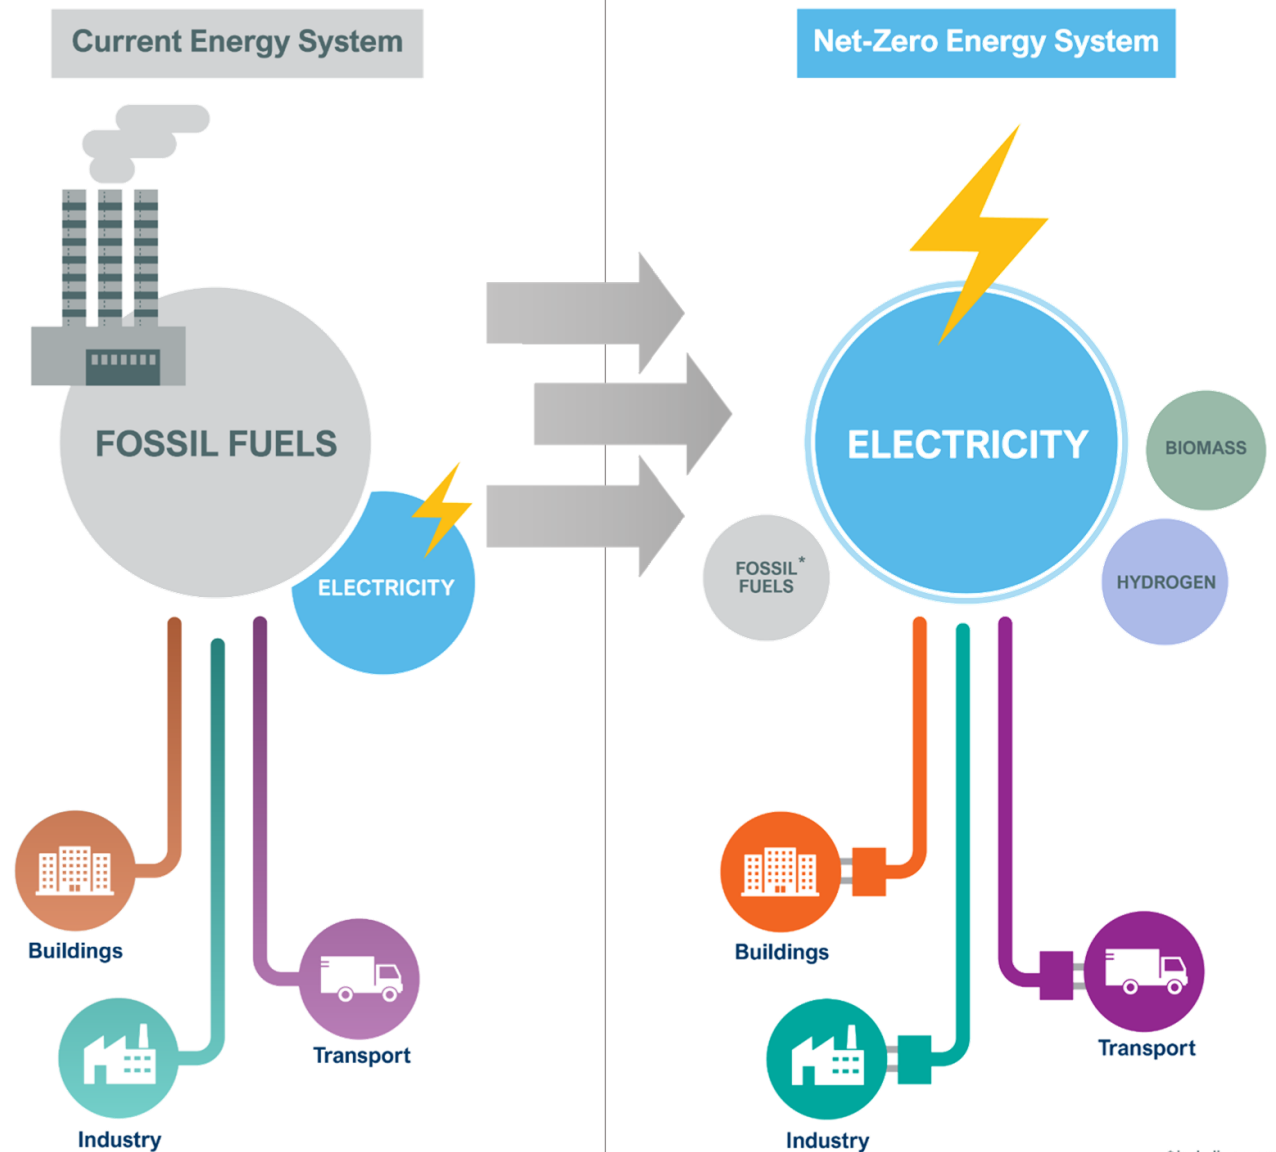 Current Energy System
FOSSIL FUELS
ELECTRICITY
Buildings
Transport
Industry
Net-Zero Energy System
ELECTRICITY
BIOMASS
FOSSIL*
FUELS
HYDROGEN
Buildings
Transport
Industry